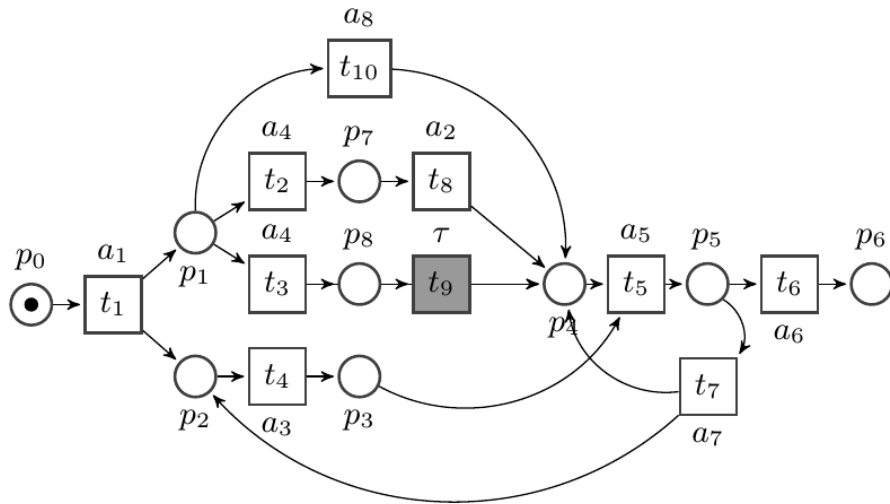 a₈
t₁₀
a₄ p₇ a₂
t₂ t₈
a₄ p₈ τ a₅ p₅ p₆
p₀ a₁ p₁
t₁ t₃ t₉ p₄ t₅ t₆
a₆
t₄ t₇
p₂ a₃ p₃ a₇